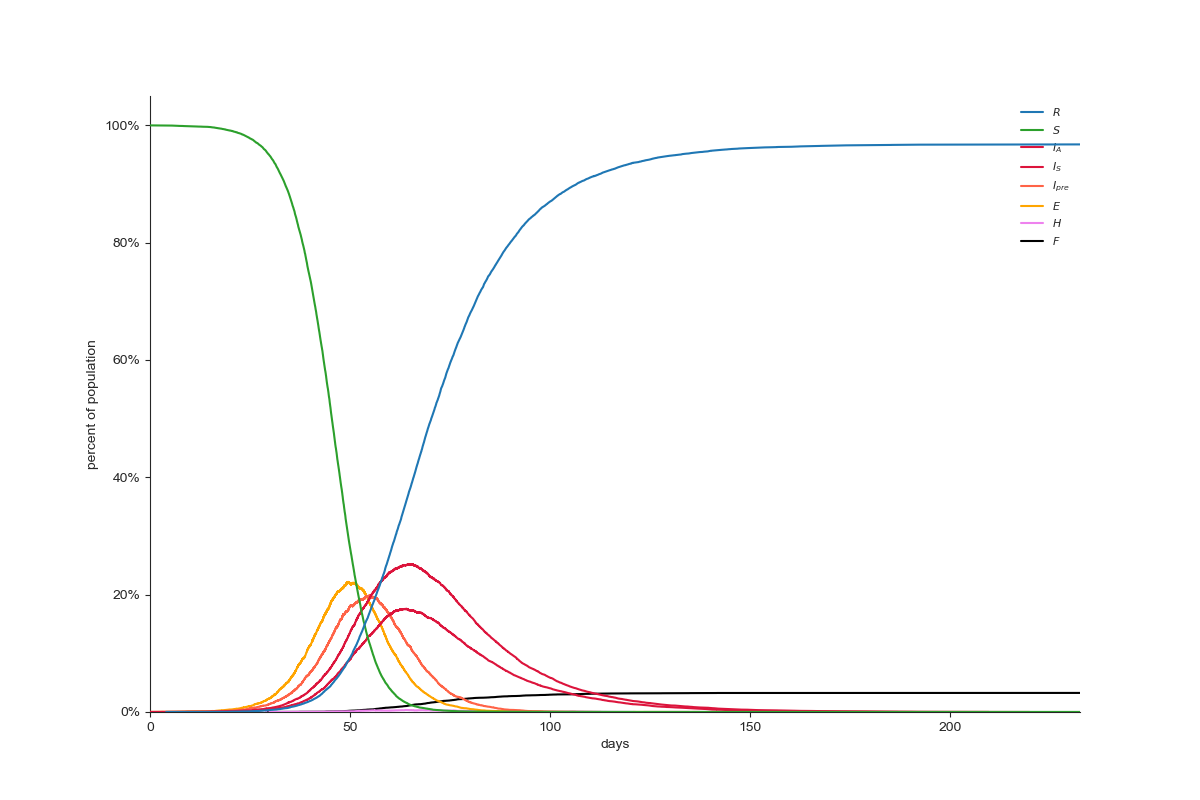 100%
80%
60%
40%
20%
0%
percent of population
0
50
100
150
200
days
R
S
I_A
I_S
I_pre
E
H
F